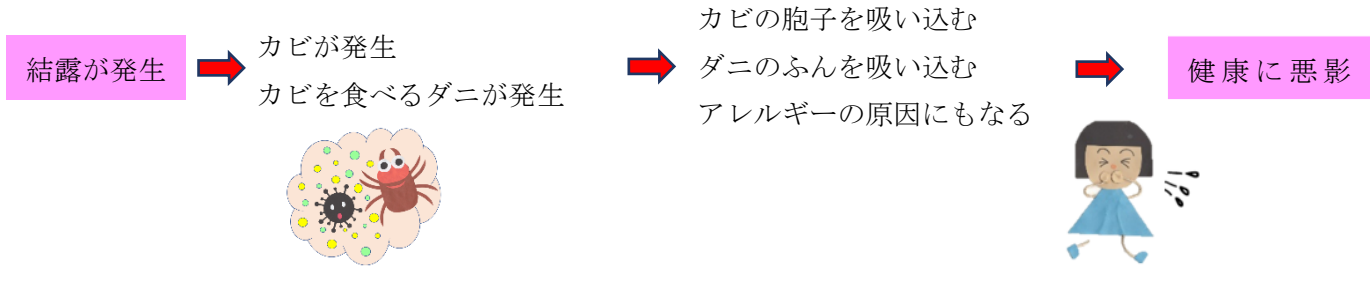 結露が発生
カビが発生
カビを食べるダニが発生
カビの胞子を吸い込む
ダニのふんを吸い込む
アレルギーの原因にもなる
健康に悪影